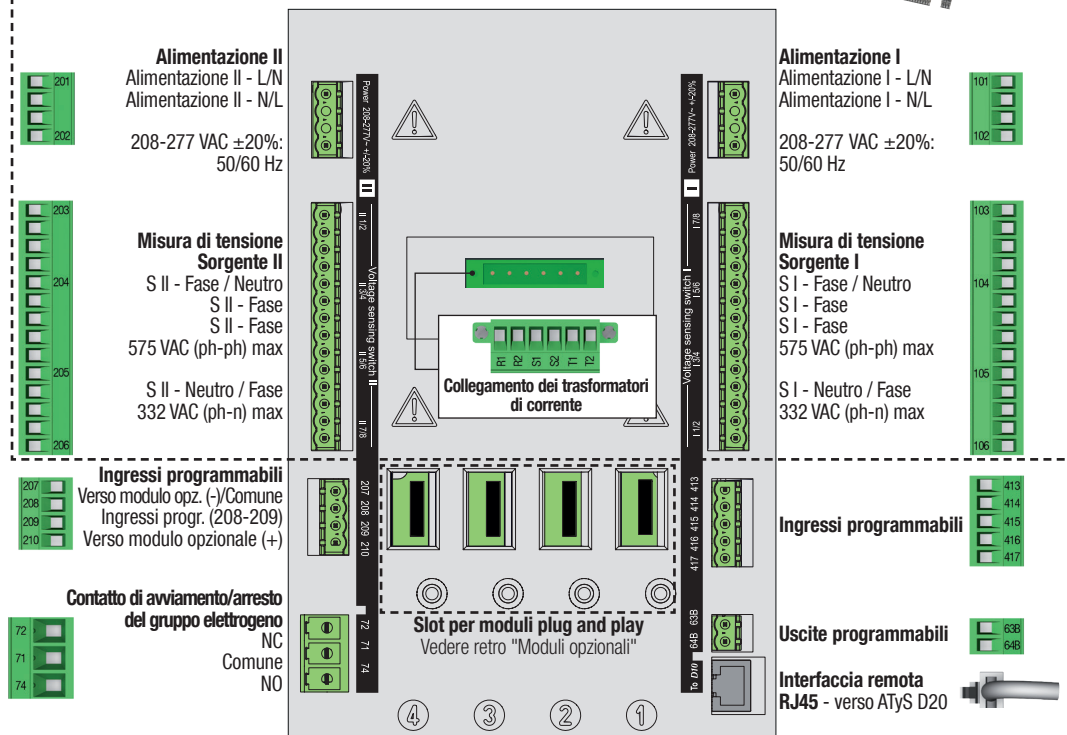 Alimentazione II
Alimentazione II - L/N
Alimentazione II - N/L
208-277 VAC ±20%:
50/60 Hz
201
202
Misura di tensione
Sorgente II
S II - Fase / Neutro
S II - Fase
S II - Fase
575 VAC (ph-ph) max
S II - Neutro / Fase
332 VAC (ph-n) max
203
204
205
206
Ingressi programmabili
Verso modulo opz. (-)/Comune
Ingressi progr. (208-209)
Verso modulo opzionale (+)
207
208
209
210
Contatto di avviamento/arresto
del gruppo elettrogeno
NC
Comune
NO
72
71
74
Power 208-277V~ +/-20%
II
II 1/2
II 3/4
II 5/6
II 7/8
Voltage sensing switch II
207 208 209 210
72 71 74
R1 R2 S1 S2 T1 T2
Collegamento dei trasformatori
di corrente
Slot per moduli plug and play
Vedere retro "Moduli opzionali"
4 3 2 1
Power 208-277V~ +/-20%
I
I 7/8
I 5/6
I 3/4
I 1/2
Voltage sensing switch I
417 416 415 414 413
64B 63B
To D10
Alimentazione I
Alimentazione I - L/N
Alimentazione I - N/L
208-277 VAC ±20%:
50/60 Hz
101
102
Misura di tensione
Sorgente I
S I - Fase / Neutro
S I - Fase
S I - Fase
575 VAC (ph-ph) max
S I - Neutro / Fase
332 VAC (ph-n) max
103
104
105
106
Ingressi programmabili
413
414
415
416
417
Uscite programmabili
63B
64B
Interfaccia remota
RJ45 - verso ATyS D20